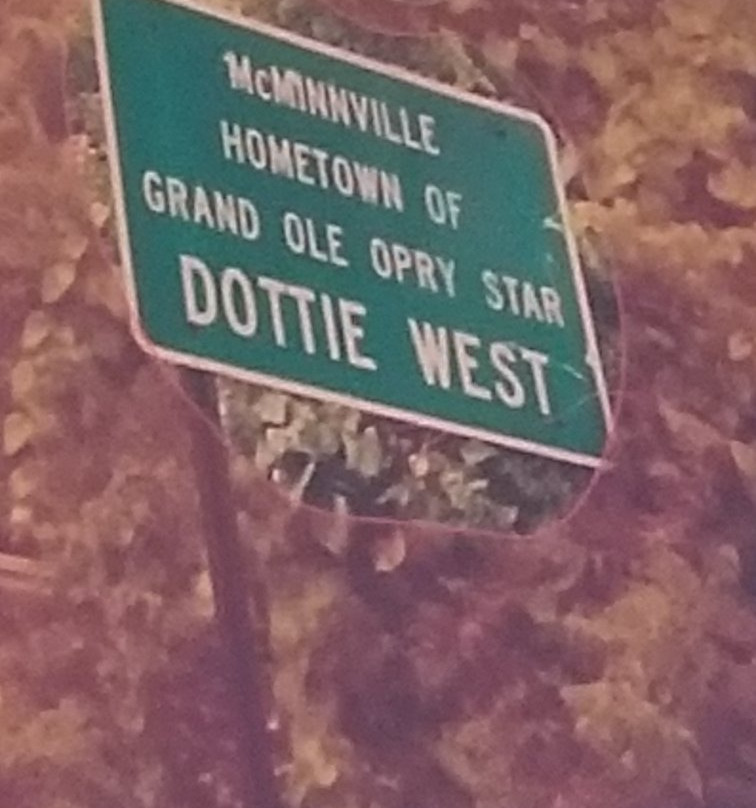 McMINNVILLE
HOMETOWN OF
GRAND OLE OPRY STAR
DOTTIE WEST